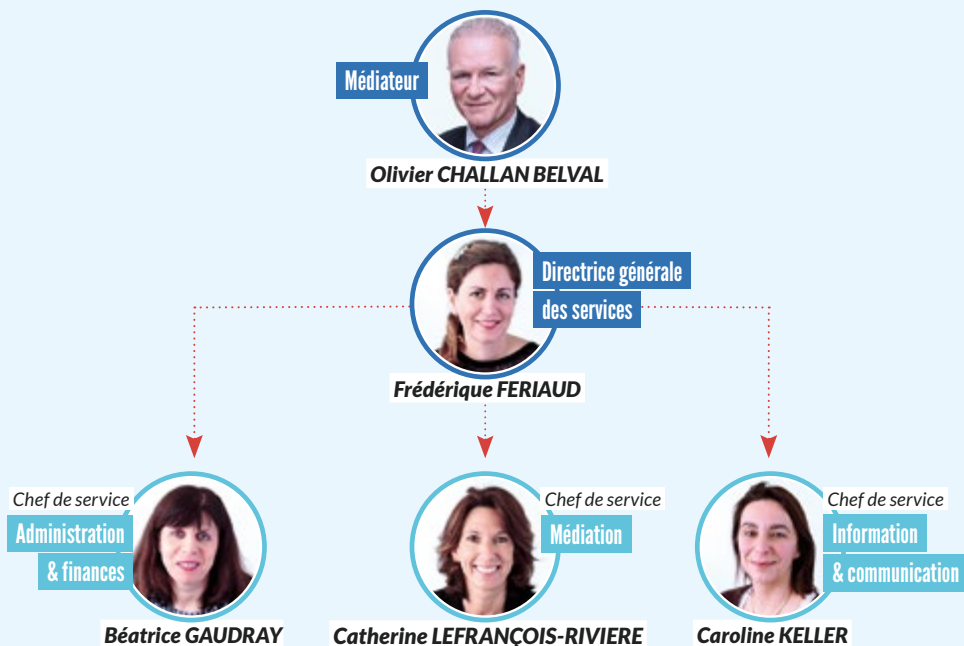 Médiateur
Olivier CHALLAN BELVAL
Directrice générale
des services
Frédérique FERIAUD
Chef de service
Administration
& finances
Béatrice GAUDRAY
Chef de service
Médiation
Catherine LEFRANÇOIS-RIVIERE
Chef de service
Information
& communication
Caroline KELLER